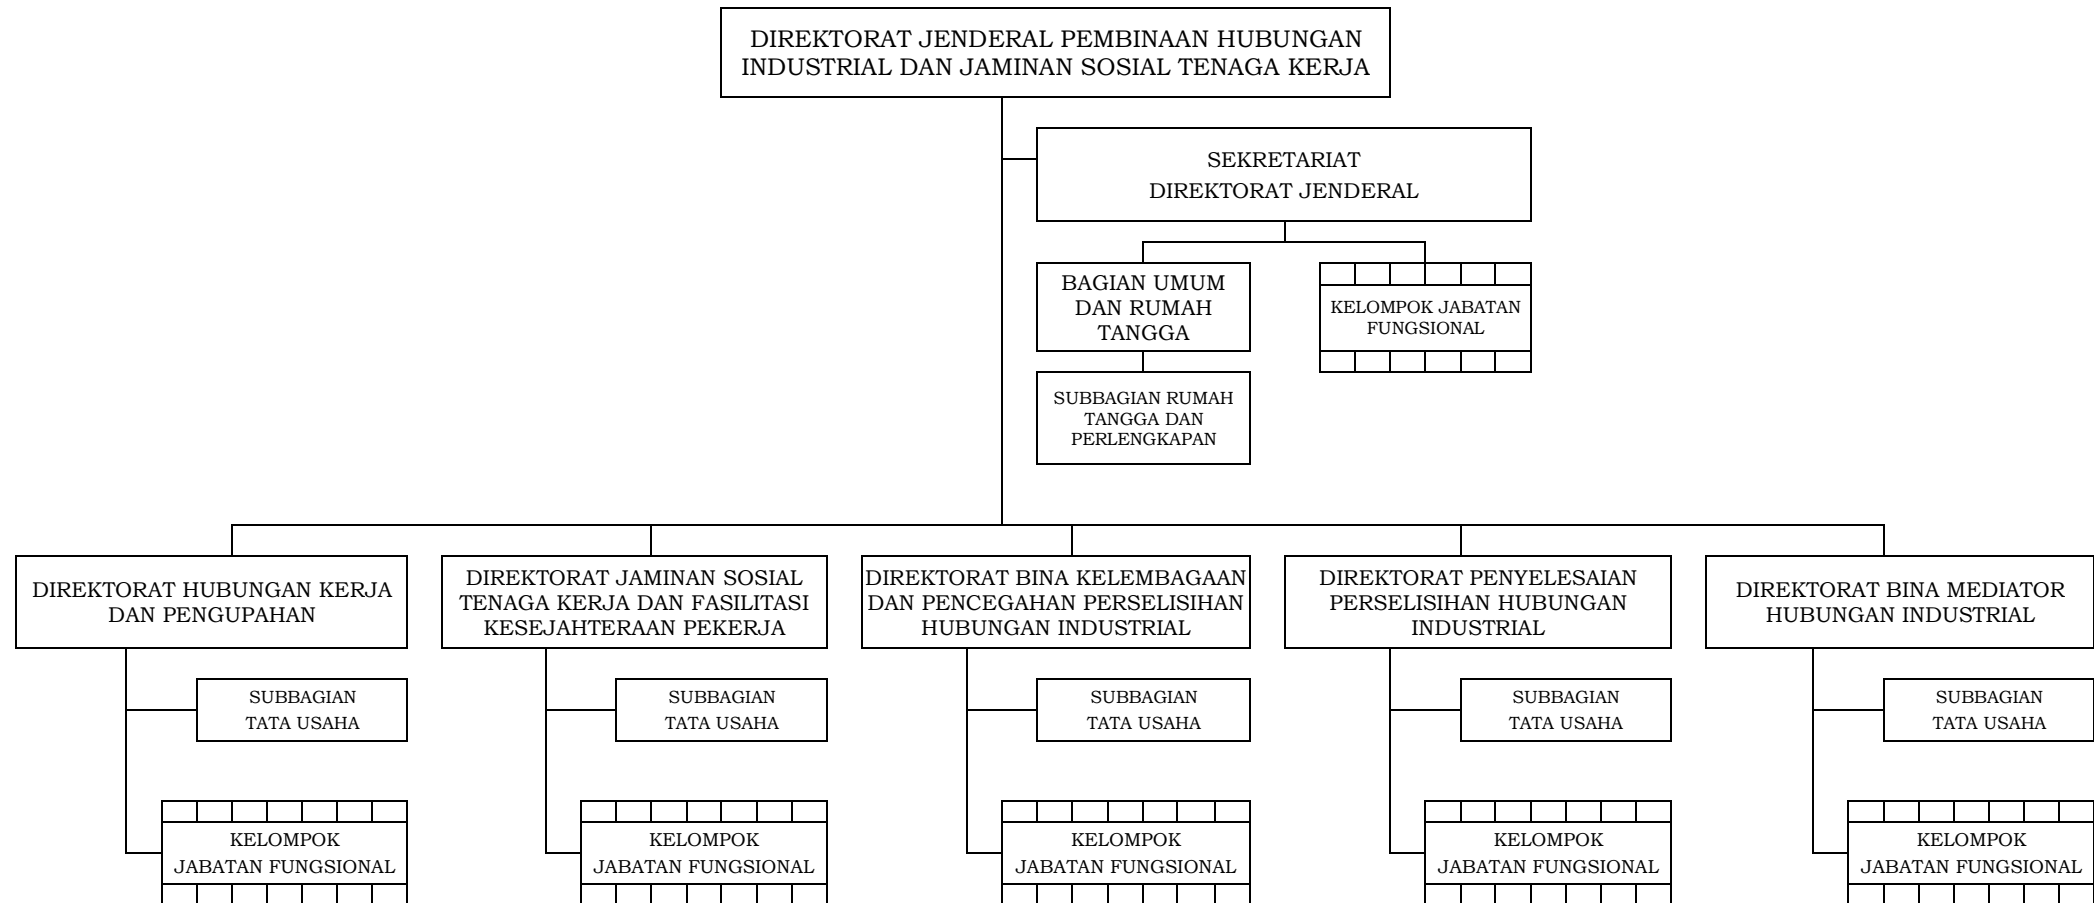 DIREKTORAT JENDERAL PEMBINAAN HUBUNGAN
INDUSTRIAL DAN JAMINAN SOSIAL TENAGA KERJA
SEKRETARIAT
DIREKTORAT JENDERAL
BAGIAN UMUM
DAN RUMAH
TANGGA
KELOMPOK JABATAN
FUNGSIONAL
SUBBAGIAN RUMAH
TANGGA DAN
PERLENGKAPAN
DIREKTORAT HUBUNGAN KERJA
DAN PENGUPAHAN
DIREKTORAT JAMINAN SOSIAL
TENAGA KERJA DAN FASILITASI
KESEJAHTERAAN PEKERJA
DIREKTORAT BINA KELEMBAGAAN
DAN PENCEGAHAN PERSELISIHAN
HUBUNGAN INDUSTRIAL
DIREKTORAT PENYELESAIAN
PERSELISIHAN HUBUNGAN
INDUSTRIAL
DIREKTORAT BINA MEDIATOR
HUBUNGAN INDUSTRIAL
SUBBAGIAN
TATA USAHA
SUBBAGIAN
TATA USAHA
SUBBAGIAN
TATA USAHA
SUBBAGIAN
TATA USAHA
SUBBAGIAN
TATA USAHA
KELOMPOK
JABATAN FUNGSIONAL
KELOMPOK
JABATAN FUNGSIONAL
KELOMPOK
JABATAN FUNGSIONAL
KELOMPOK
JABATAN FUNGSIONAL
KELOMPOK
JABATAN FUNGSIONAL